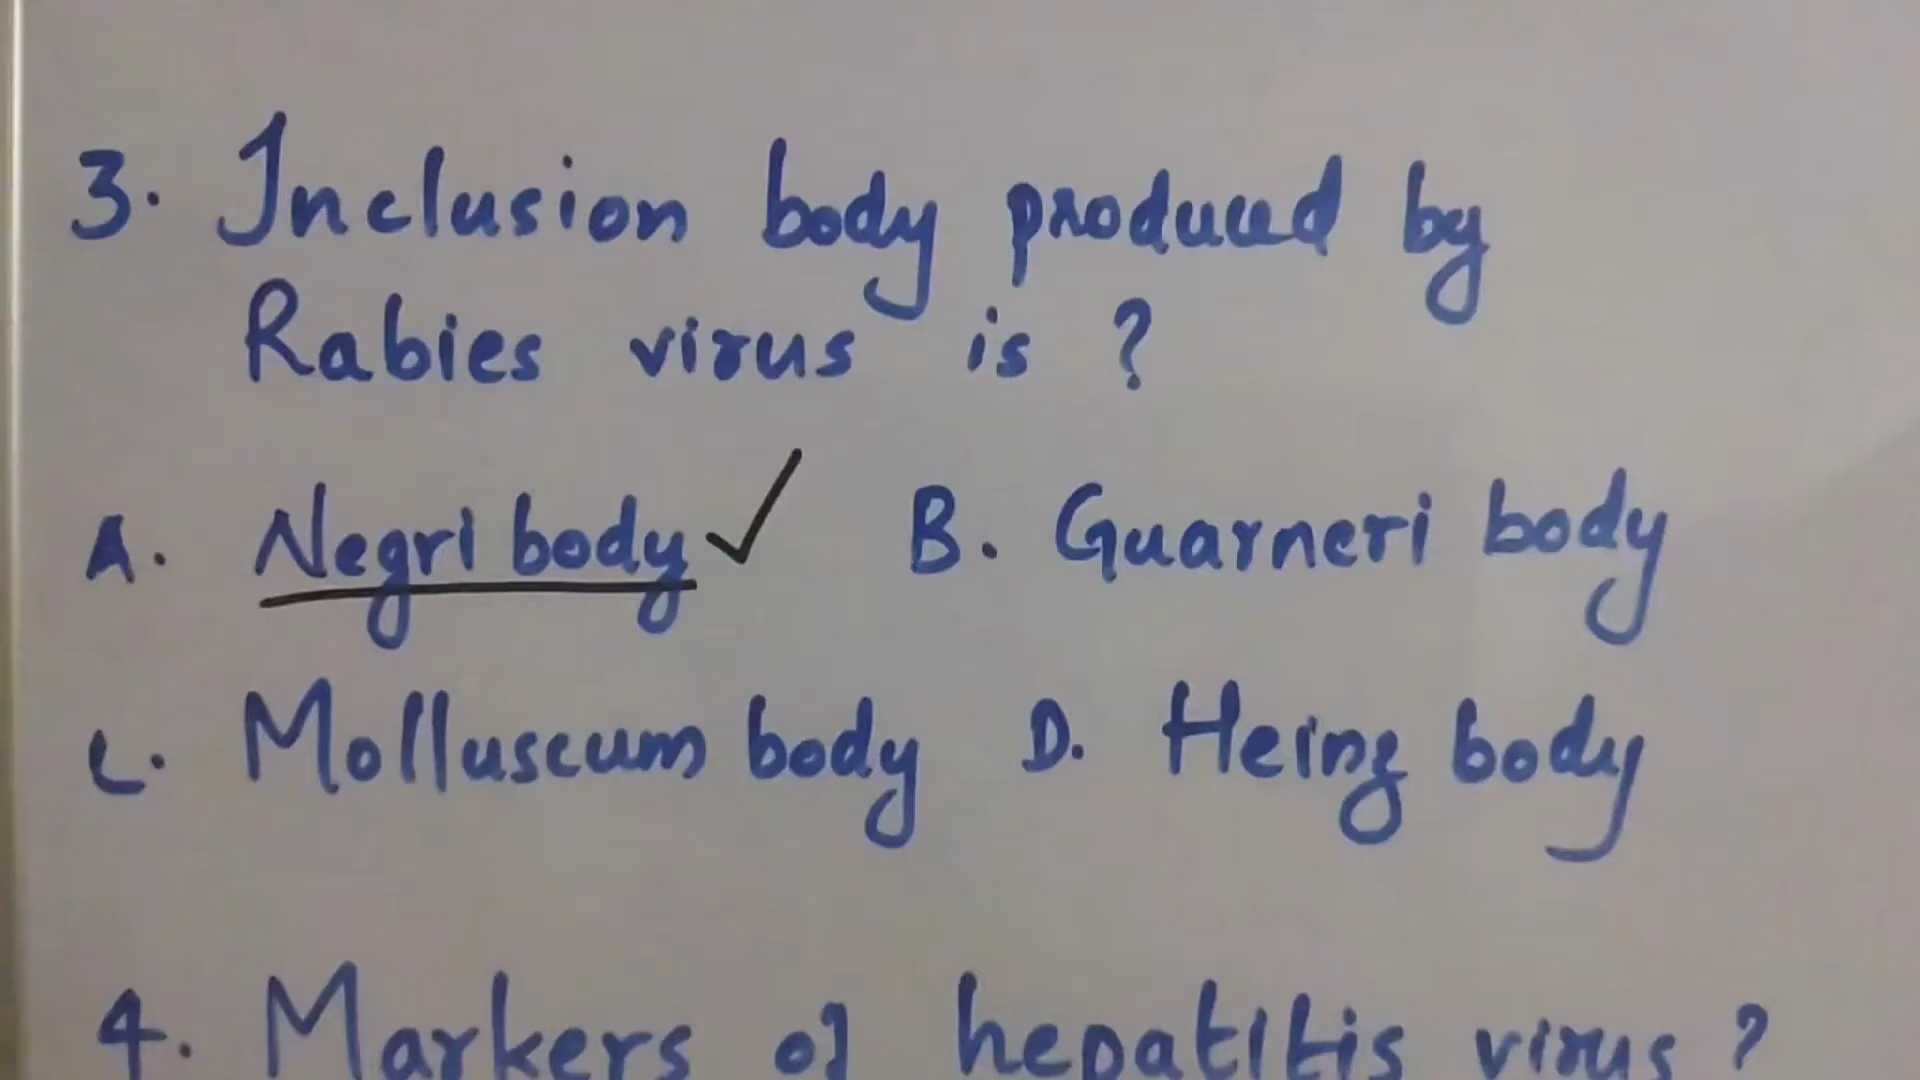 3. Inclusion body produced by
Rabies virus is ?
A. Negri body ✓ B. Guarneri body
C. Molluscum body D. Heinz body
4. Markers of hepatitis virus ?